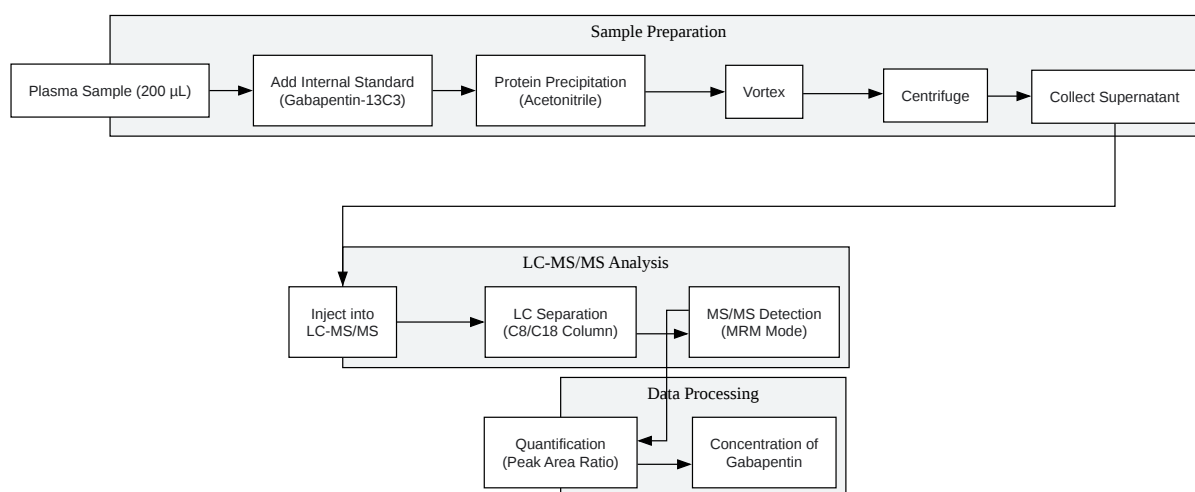 Sample Preparation
Plasma Sample (200 µL)
Add Internal Standard
(Gabapentin-13C3)
Protein Precipitation
(Acetonitrile)
Vortex
Centrifuge
Collect Supernatant
LC-MS/MS Analysis
Inject into
LC-MS/MS
LC Separation
(C8/C18 Column)
MS/MS Detection
(MRM Mode)
Data Processing
Quantification
(Peak Area Ratio)
Concentration of
Gabapentin